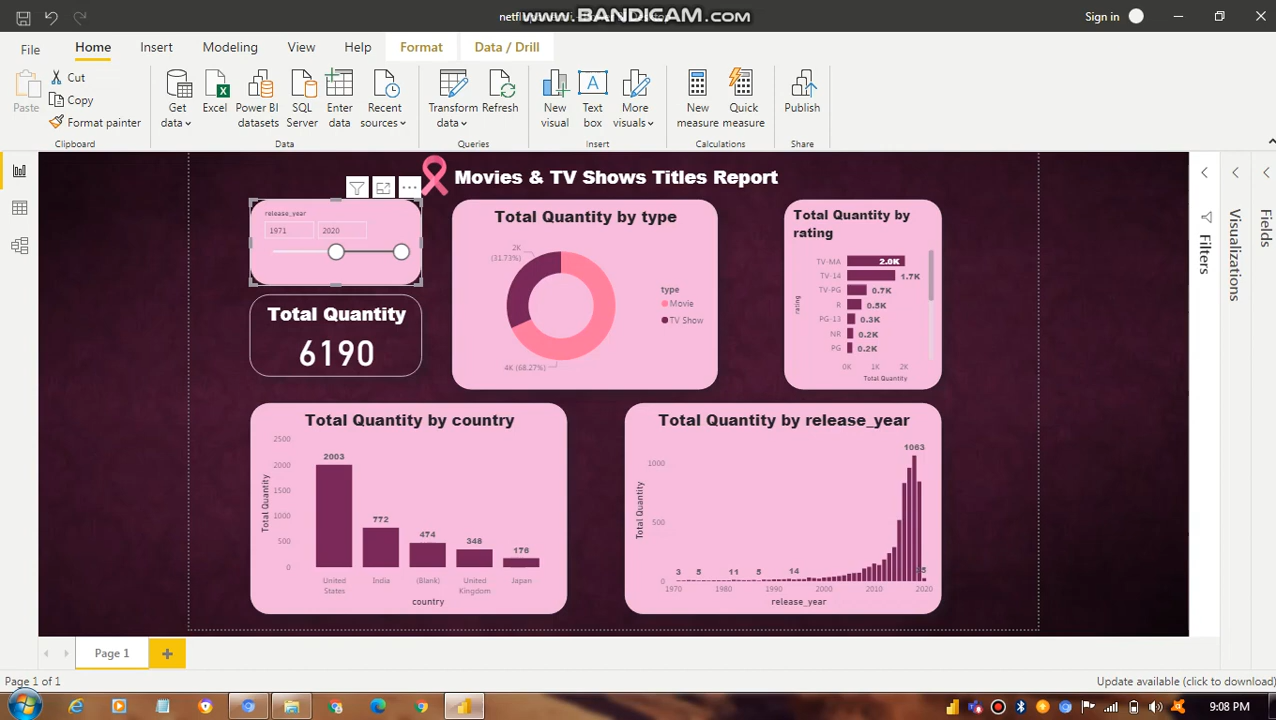 www.BANDICAM.com
Sign in
File
Home
Insert
Modeling
View
Help
Format
Data / Drill
Paste
Cut
Copy
Format painter
Clipboard
Get data
Excel
Power BI datasets
SQL Server
Enter data
Recent sources
Data
Transform data
Refresh
Queries
New visual
Text box
More visuals
Insert
New measure
Quick measure
Calculations
Publish
Share
Movies & TV Shows Titles Report
release_year
1971
2020
Total Quantity
6190
Total Quantity by type
2K
(31.73%)
4K (68.27%)
type
Movie
TV Show
Total Quantity by
rating
rating
TV-MA 2.0K
TV-14 1.7K
TV-PG 0.7K
R 0.5K
PG-13 0.3K
NR 0.2K
PG 0.2K
0K 1K 2K
Total Quantity
Total Quantity by country
Total Quantity
2500
2000
1500
1000
500
0
2003
772
474
348
176
United States
India
(Blank)
United Kingdom
Japan
country
Total Quantity by release_year
Total Quantity
1000
500
0
1063
3 5 11 5 14
1970 1980 1990 2000 2010 2020
release_year
Filters
Visualizations
Fields
Page 1
Page 1 of 1
Update available (click to download)
9:08 PM